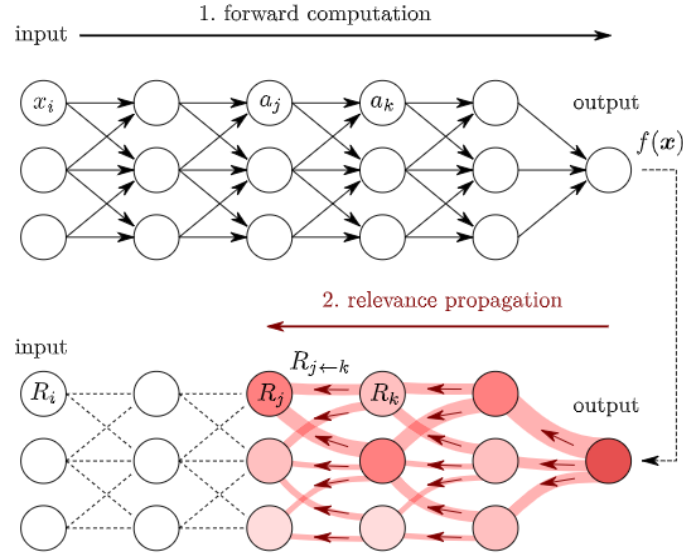 1. forward computation
input
x_i
a_j
a_k
output
f(x)
2. relevance propagation
input
R_{j←k}
R_i
R_j
R_k
output